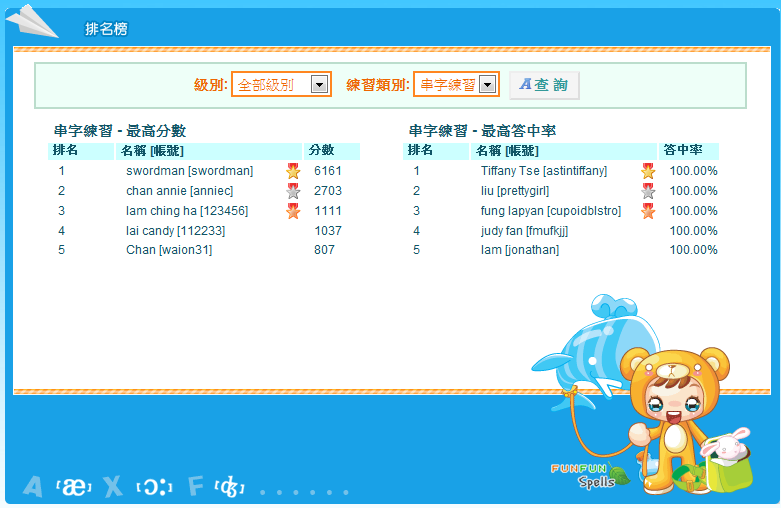 排名榜
級別: 全部級別 練習類別: 串字練習 A 查詢
串字練習 - 最高分數
排名 名稱 [帳號] 分數
1 swordman [swordman] 6161
2 chan annie [anniec] 2703
3 lam ching ha [123456] 1111
4 lai candy [112233] 1037
5 Chan [waion31] 807
串字練習 - 最高答中率
排名 名稱 [帳號] 答中率
1 Tiffany Tse [astintiffany] 100.00%
2 liu [prettygirl] 100.00%
3 fung lapyan [cupoidblstro] 100.00%
4 judy fan [fmufkjj] 100.00%
5 lam [jonathan] 100.00%
FUNFUN
Spells
A [æ] X [ɔ:] F [ʤ] . . . . . .